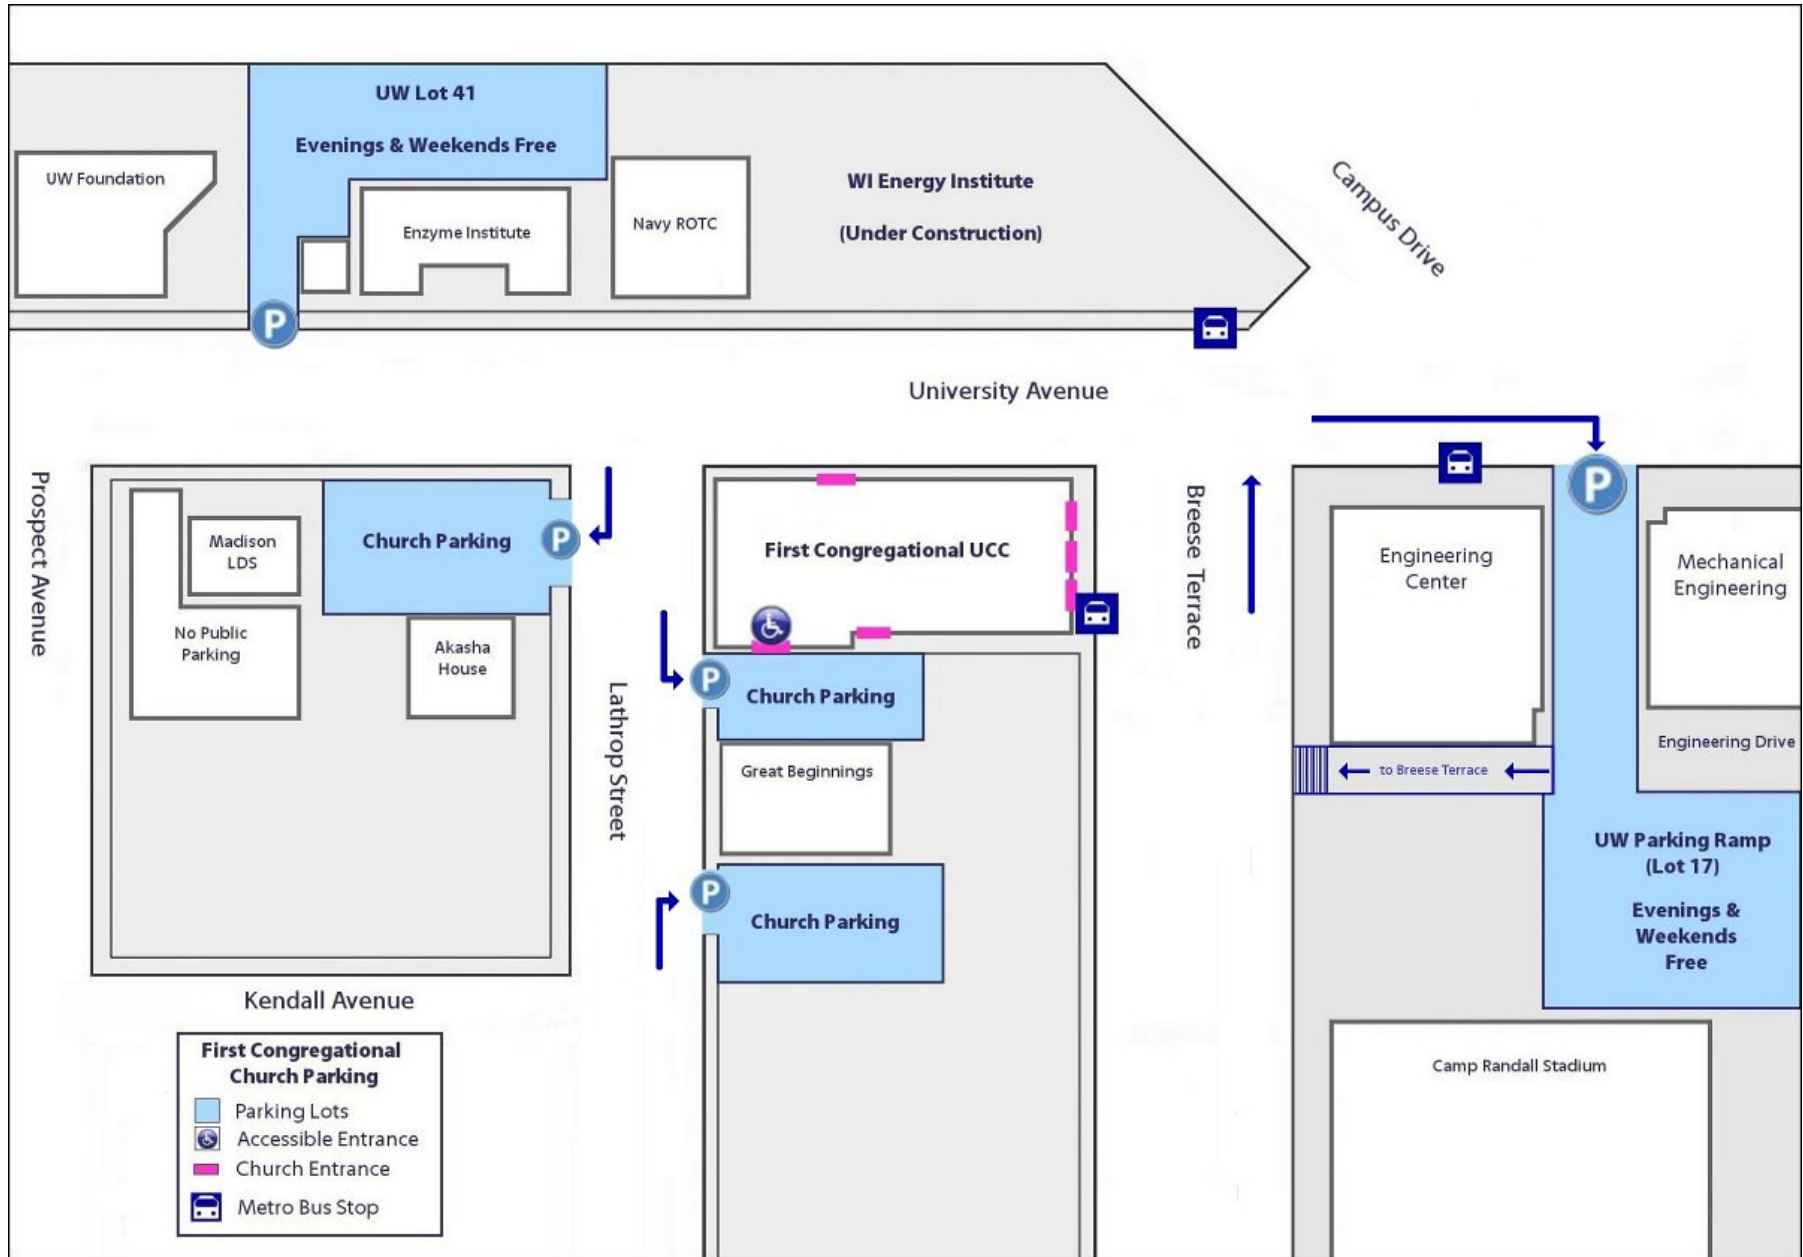 UW Lot 41
Evenings & Weekends Free
UW Foundation
Enzyme Institute
Navy ROTC
WI Energy Institute
(Under Construction)
Campus Drive
P
University Avenue
Prospect Avenue
Madison
LDS
No Public
Parking
Church Parking
P
Akasha
House
Lathrop Street
First Congregational UCC
P
Church Parking
Great Beginnings
P
Church Parking
Breese Terrace
P
Engineering
Center
Mechanical
Engineering
Engineering Drive
to Breese Terrace
UW Parking Ramp
(Lot 17)
Evenings &
Weekends
Free
Camp Randall Stadium
Kendall Avenue
First Congregational
Church Parking
Parking Lots
Accessible Entrance
Church Entrance
Metro Bus Stop